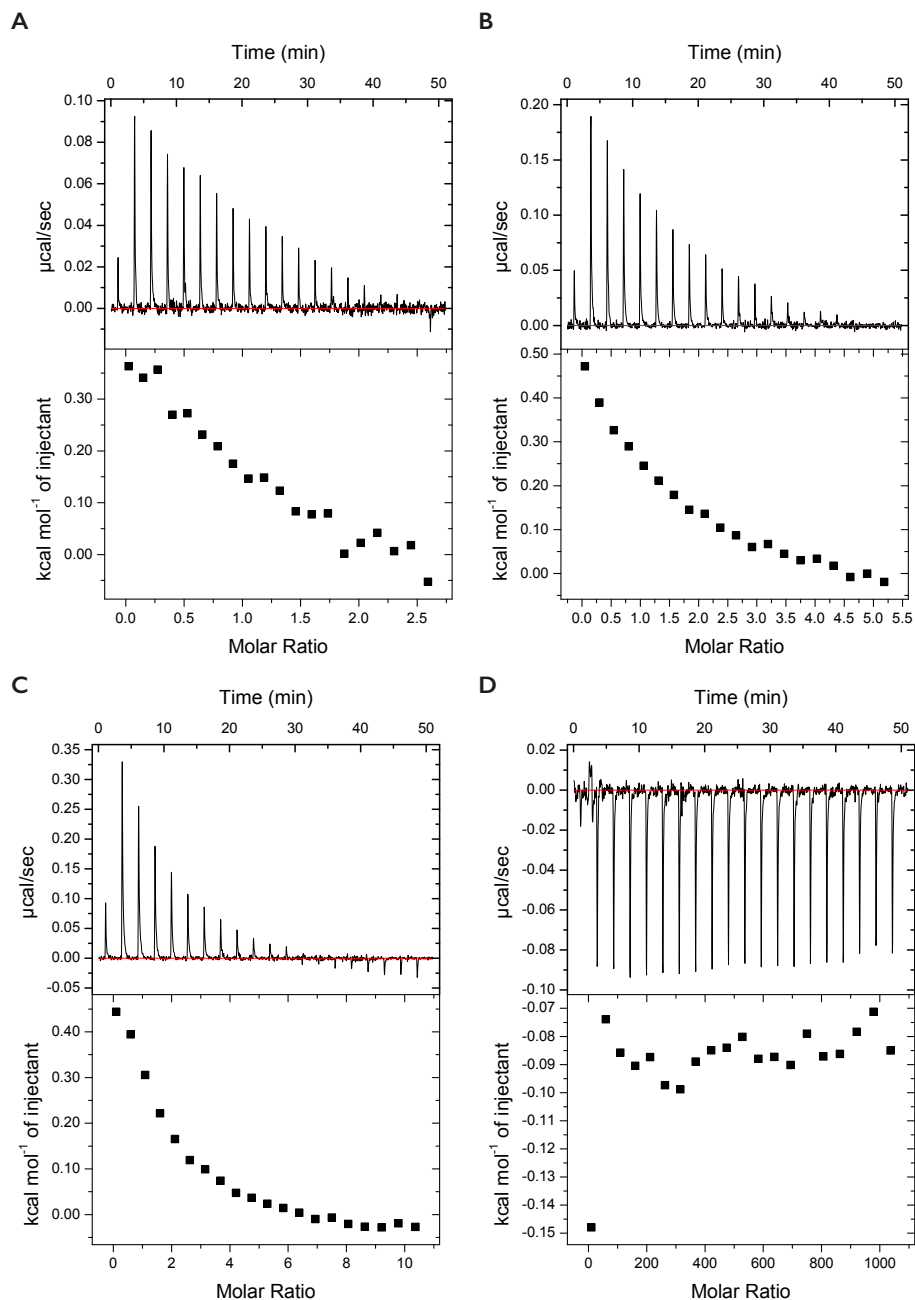 A
Time (min)
0 10 20 30 40 50
0.10
0.08
0.06
0.04
0.02
0.00
µcal/sec
0.30
0.20
0.10
0.00
kcal mol⁻¹ of injectant
0.0 0.5 1.0 1.5 2.0 2.5
Molar Ratio
B
Time (min)
0 10 20 30 40 50
0.20
0.15
0.10
0.05
0.00
µcal/sec
0.50
0.40
0.30
0.20
0.10
0.00
kcal mol⁻¹ of injectant
0.0 0.5 1.0 1.5 2.0 2.5 3.0 3.5 4.0 4.5 5.0 5.5
Molar Ratio
C
Time (min)
0 10 20 30 40 50
0.35
0.30
0.25
0.20
0.15
0.10
0.05
0.00
-0.05
µcal/sec
0.40
0.30
0.20
0.10
0.00
kcal mol⁻¹ of injectant
0 2 4 6 8 10
Molar Ratio
D
Time (min)
0 10 20 30 40 50
0.02
0.00
-0.02
-0.04
-0.06
-0.08
-0.10
µcal/sec
-0.07
-0.08
-0.09
-0.10
-0.11
-0.12
-0.13
-0.14
-0.15
kcal mol⁻¹ of injectant
0 200 400 600 800 1000
Molar Ratio